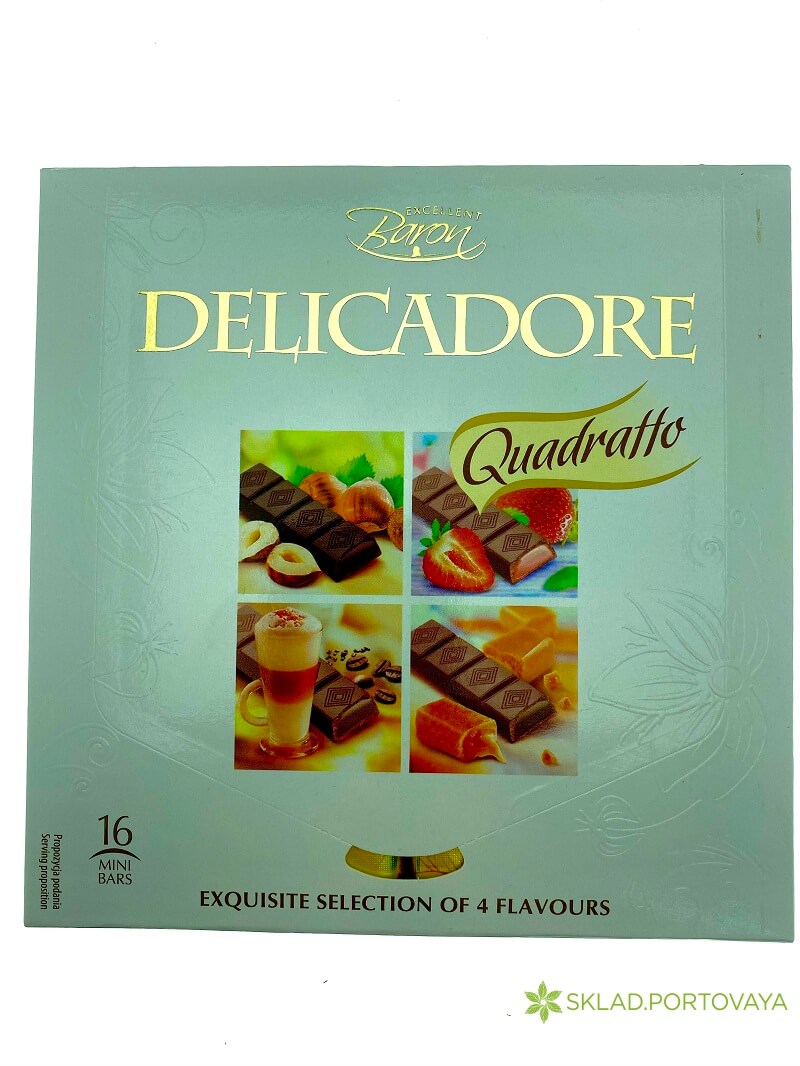 EXCELLENT
Baron
DELICADORE
Quadratto
16
MINI
BARS
Propozycja podania
Serving proposition
EXQUISITE SELECTION OF 4 FLAVOURS
SKLAD.PORTOVAYA